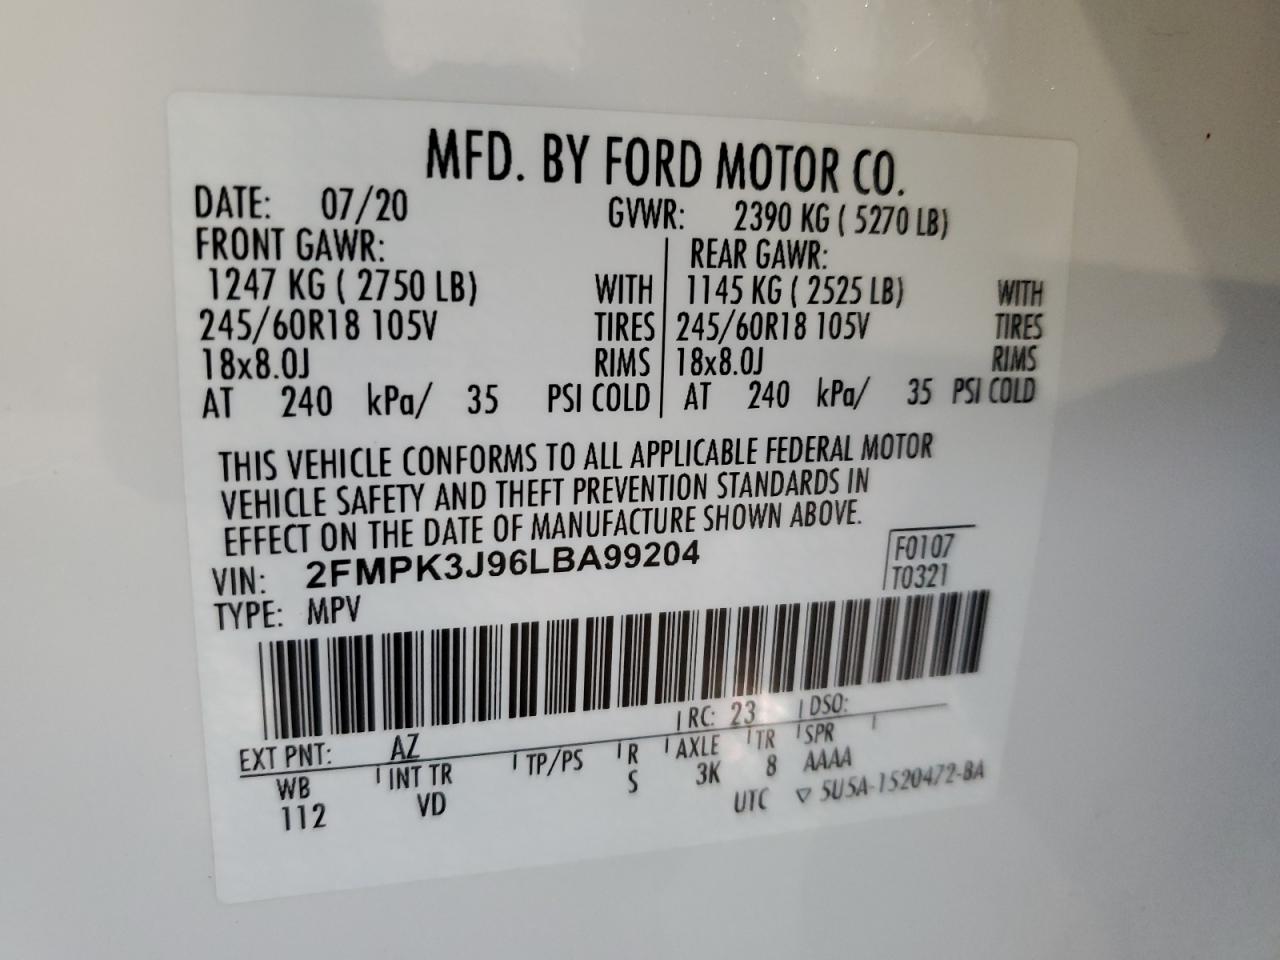 MFD. BY FORD MOTOR CO.
DATE: 07/20 GVWR: 2390 KG ( 5270 LB)
FRONT GAWR: REAR GAWR:
1247 KG ( 2750 LB) WITH 1145 KG ( 2525 LB) WITH
245/60R18 105V TIRES 245/60R18 105V TIRES
18x8.0J RIMS 18x8.0J RIMS
AT 240 kPa/ 35 PSI COLD AT 240 kPa/ 35 PSI COLD
THIS VEHICLE CONFORMS TO ALL APPLICABLE FEDERAL MOTOR
VEHICLE SAFETY AND THEFT PREVENTION STANDARDS IN
EFFECT ON THE DATE OF MANUFACTURE SHOWN ABOVE.
VIN: 2FMPK3J96LBA99204 F0107
TYPE: MPV T0321
EXT PNT: AZ RC: 23 DSO:
WB INT TR TP/PS R AXLE TR SPR
112 VD S 3K 8 AAAA
UTC ▽ 5U5A-1520472-BA